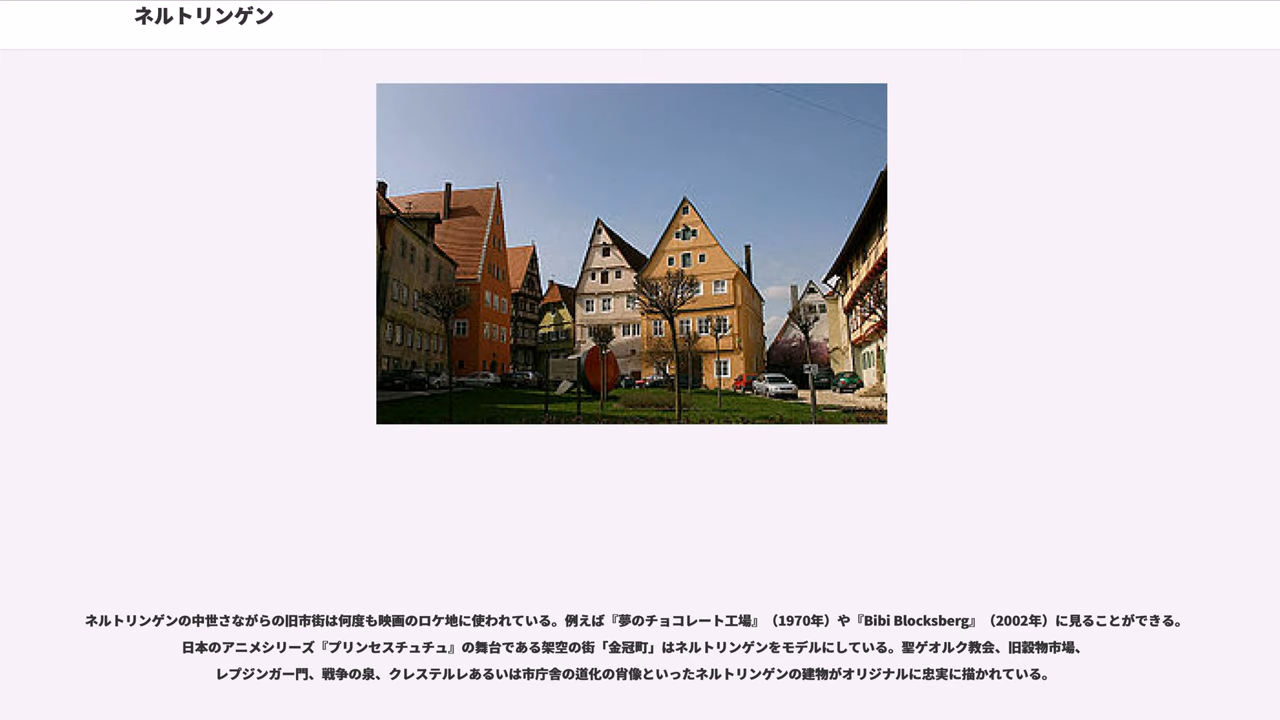 ネルトリンゲン
ネルトリンゲンの中世さながらの旧市街は何度も映画のロケ地に使われている。例えば『夢のチョコレート工場』（1970年）や『Bibi Blocksberg』（2002年）に見ることができる。
日本のアニメシリーズ『プリンセスチュチュ』の舞台である架空の街「金冠町」はネルトリンゲンをモデルにしている。聖ゲオルク教会、旧穀物市場、
レプジンガー門、戦争の泉、クレステルレあるいは市庁舎の道化の肖像といったネルトリンゲンの建物がオリジナルに忠実に描かれている。